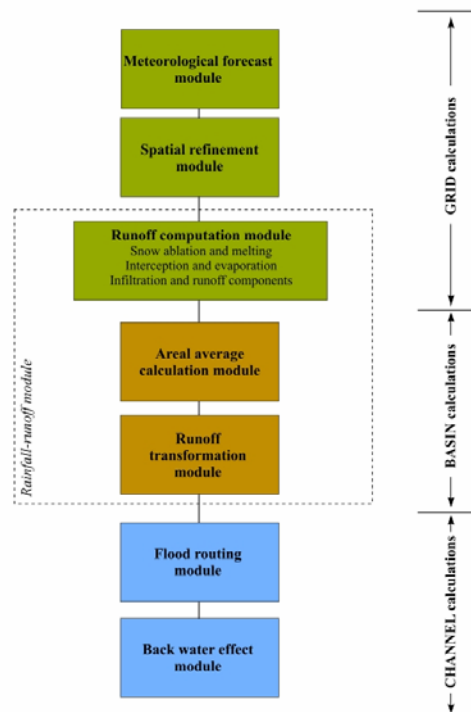 Meteorological forecast
module
Spatial refinement
module
Runoff computation module
Snow ablation and melting
Interception and evaporation
Infiltration and runoff components
Areal average
calculation module
Runoff
transformation
module
Rainfall-runoff module
Flood routing
module
Back water effect
module
GRID calculations
BASIN calculations
CHANNEL calculations